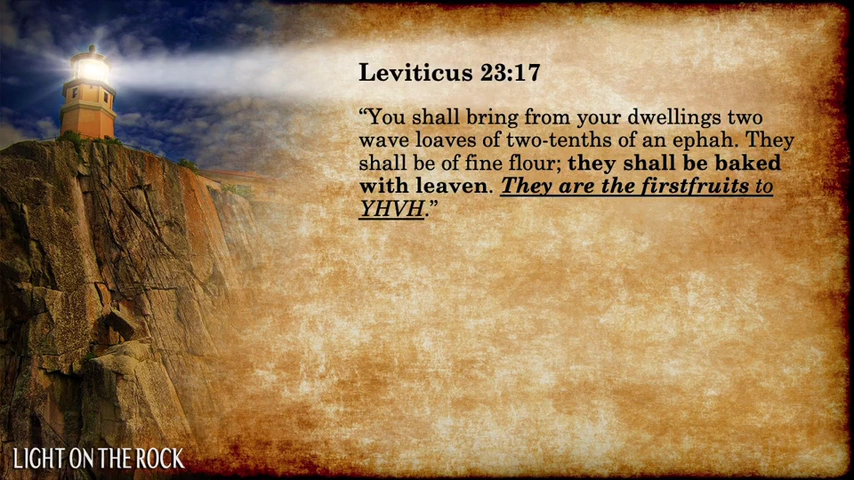 Leviticus 23:17
“You shall bring from your dwellings two
wave loaves of two-tenths of an ephah. They
shall be of fine flour; they shall be baked
with leaven. They are the firstfruits to
YHVH.”
LIGHT ON THE ROCK